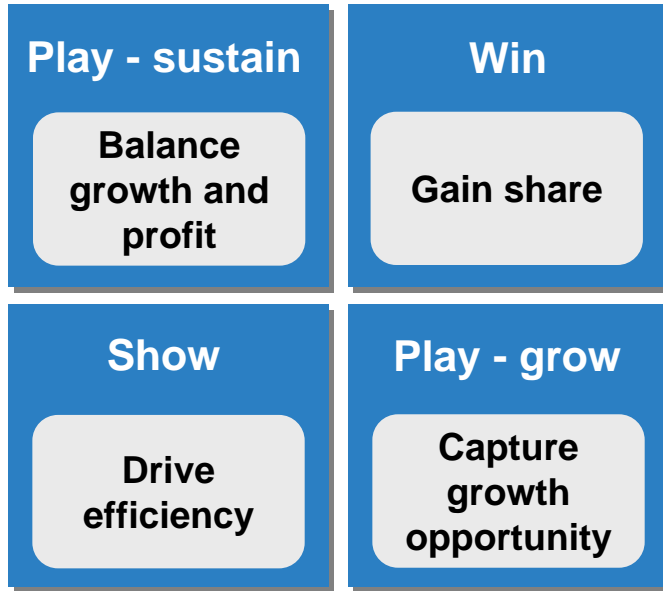 Play - sustain
Balance
growth and
profit
Win
Gain share
Show
Drive
efficiency
Play - grow
Capture
growth
opportunity